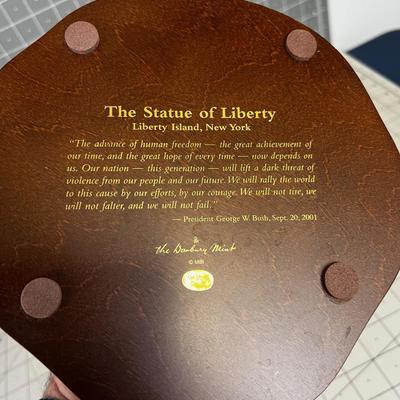 The Statue of Liberty
Liberty Island, New York
"The advance of human freedom — the great achievement
of our time, and the great hope of every time — now depends
on us. Our nation — this generation — will lift a dark threat of
violence from our people and our future. We will rally the world
to this cause by our efforts, by our courage. We will not tire, we
will not falter, and we will not fail."
— President George W. Bush, Sept. 20, 2001
The Danbury Mint
© MBI